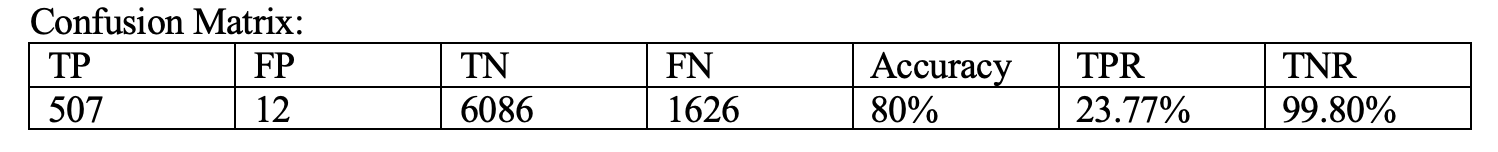 Confusion Matrix:
TP FP TN FN Accuracy TPR TNR
507 12 6086 1626 80% 23.77% 99.80%